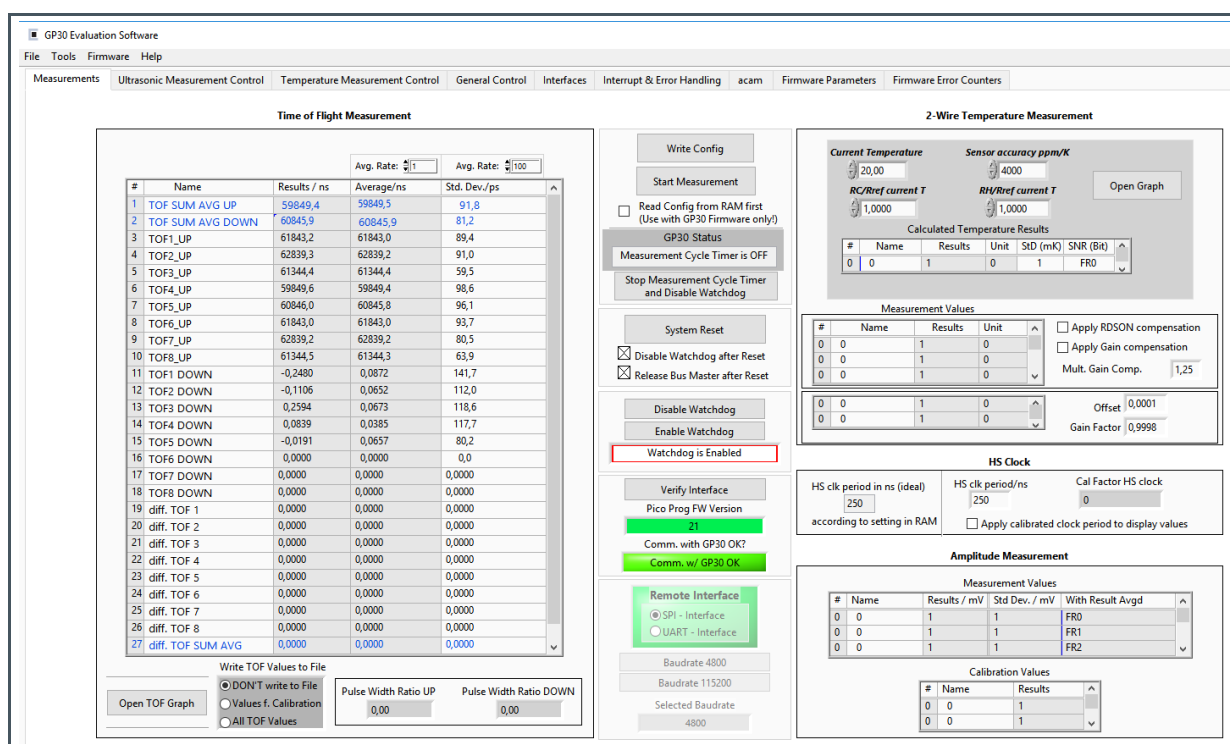 GP30 Evaluation Software
File Tools Firmware Help
Measurements Ultrasonic Measurement Control Temperature Measurement Control General Control Interfaces Interrupt & Error Handling acam Firmware Parameters Firmware Error Counters
Time of Flight Measurement
Avg. Rate: 1 Avg. Rate: 100
# Name Results / ns Average/ns Std. Dev./ps
1 TOF SUM AVG UP 59849,4 59849,5 91,8
2 TOF SUM AVG DOWN 60845,9 60845,9 81,2
3 TOF1_UP 61843,2 61843,0 89,4
4 TOF2_UP 62839,3 62839,2 91,0
5 TOF3_UP 61344,4 61344,4 59,5
6 TOF4_UP 59849,6 59849,4 98,6
7 TOF5_UP 60846,0 60845,8 96,1
8 TOF6_UP 61843,0 61843,0 93,7
9 TOF7_UP 62839,2 62839,2 80,5
10 TOF8_UP 61344,5 61344,3 63,9
11 TOF1 DOWN -0,2480 0,0872 141,7
12 TOF2 DOWN -0,1106 0,0652 112,0
13 TOF3 DOWN 0,2594 0,0673 118,6
14 TOF4 DOWN 0,0839 0,0385 117,7
15 TOF5 DOWN -0,0191 0,0657 80,2
16 TOF6 DOWN 0,0000 0,0000 0,0
17 TOF7 DOWN 0,0000 0,0000 0,0000
18 TOF8 DOWN 0,0000 0,0000 0,0000
19 diff. TOF 1 0,0000 0,0000 0,0000
20 diff. TOF 2 0,0000 0,0000 0,0000
21 diff. TOF 3 0,0000 0,0000 0,0000
22 diff. TOF 4 0,0000 0,0000 0,0000
23 diff. TOF 5 0,0000 0,0000 0,0000
24 diff. TOF 6 0,0000 0,0000 0,0000
25 diff. TOF 7 0,0000 0,0000 0,0000
26 diff. TOF 8 0,0000 0,0000 0,0000
27 diff. TOF SUM AVG 0,0000 0,0000 0,0000
Write TOF Values to File
Open TOF Graph
DON'T write to File
Values f. Calibration
All TOF Values
Pulse Width Ratio UP Pulse Width Ratio DOWN
0,00 0,00
Write Config
Start Measurement
Read Config from RAM first
(Use with GP30 Firmware only!)
GP30 Status
Measurement Cycle Timer is OFF
Stop Measurement Cycle Timer
and Disable Watchdog
System Reset
Disable Watchdog after Reset
Release Bus Master after Reset
Disable Watchdog
Enable Watchdog
Watchdog is Enabled
Verify Interface
Pico Prog FW Version
21
Comm. with GP30 OK?
Comm. w/ GP30 OK
Remote Interface
SPI - Interface
UART - Interface
Baudrate 4800
Baudrate 115200
Selected Baudrate
4800
2-Wire Temperature Measurement
Current Temperature Sensor accuracy ppm/K
20,00 4000
Open Graph
RC/Rref current T RH/Rref current T
1,0000 1,0000
Calculated Temperature Results
# Name Results Unit StD (mK) SNR (Bit)
0 0 1 0 1 FR0
Measurement Values
# Name Results Unit
0 0 1 0
0 0 1 0
0 0 1 0
Apply RDSON compensation
Apply Gain compensation
Mult. Gain Comp. 1,25
0 0 1 0
0 0 1 0
Offset 0,0001
Gain Factor 0,9998
HS Clock
HS clk period in ns (ideal)
250
according to setting in RAM
HS clk period/ns Cal Factor HS clock
250 0
Apply calibrated clock period to display values
Amplitude Measurement
Measurement Values
# Name Results / mV Std Dev. / mV With Result Avgd
0 0 1 1 FR0
0 0 1 1 FR1
0 0 1 1 FR2
Calibration Values
# Name Results
0 0 1
0 0 1